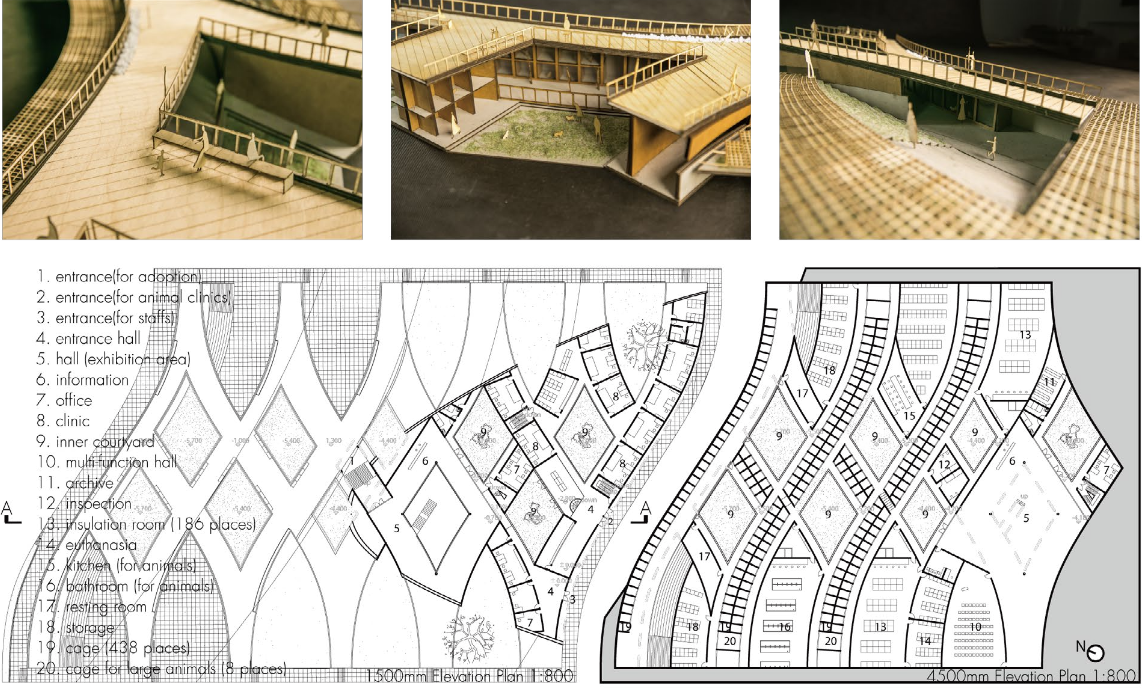 1. entrance(for adoption)
2. entrance(for animal clinics)
3. entrance(for staffs)
4. entrance hall
5. hall (exhibition area)
6. information
7. office
8. clinic
9. inner courtyard
10. multifunction hall
11. archive
12. inspection
13. insulation room (186 places)
14. euthanasia
15. kitchen (for animals)
16. bathroom (for animals)
17. resting room
18. storage
19. cage (438 places)
20. cage for large animals (8 places)
A
1
6
5
9
8
9
8
7
9
8
4
2
4
3
7
1500mm Elevation Plan 1:800
A
13
18
17
11
15
9
9
9
12
6
7
9
9
9
5
17
19
18
19
20
16
19
20
13
14
10
N
4500mm Elevation Plan 1:800